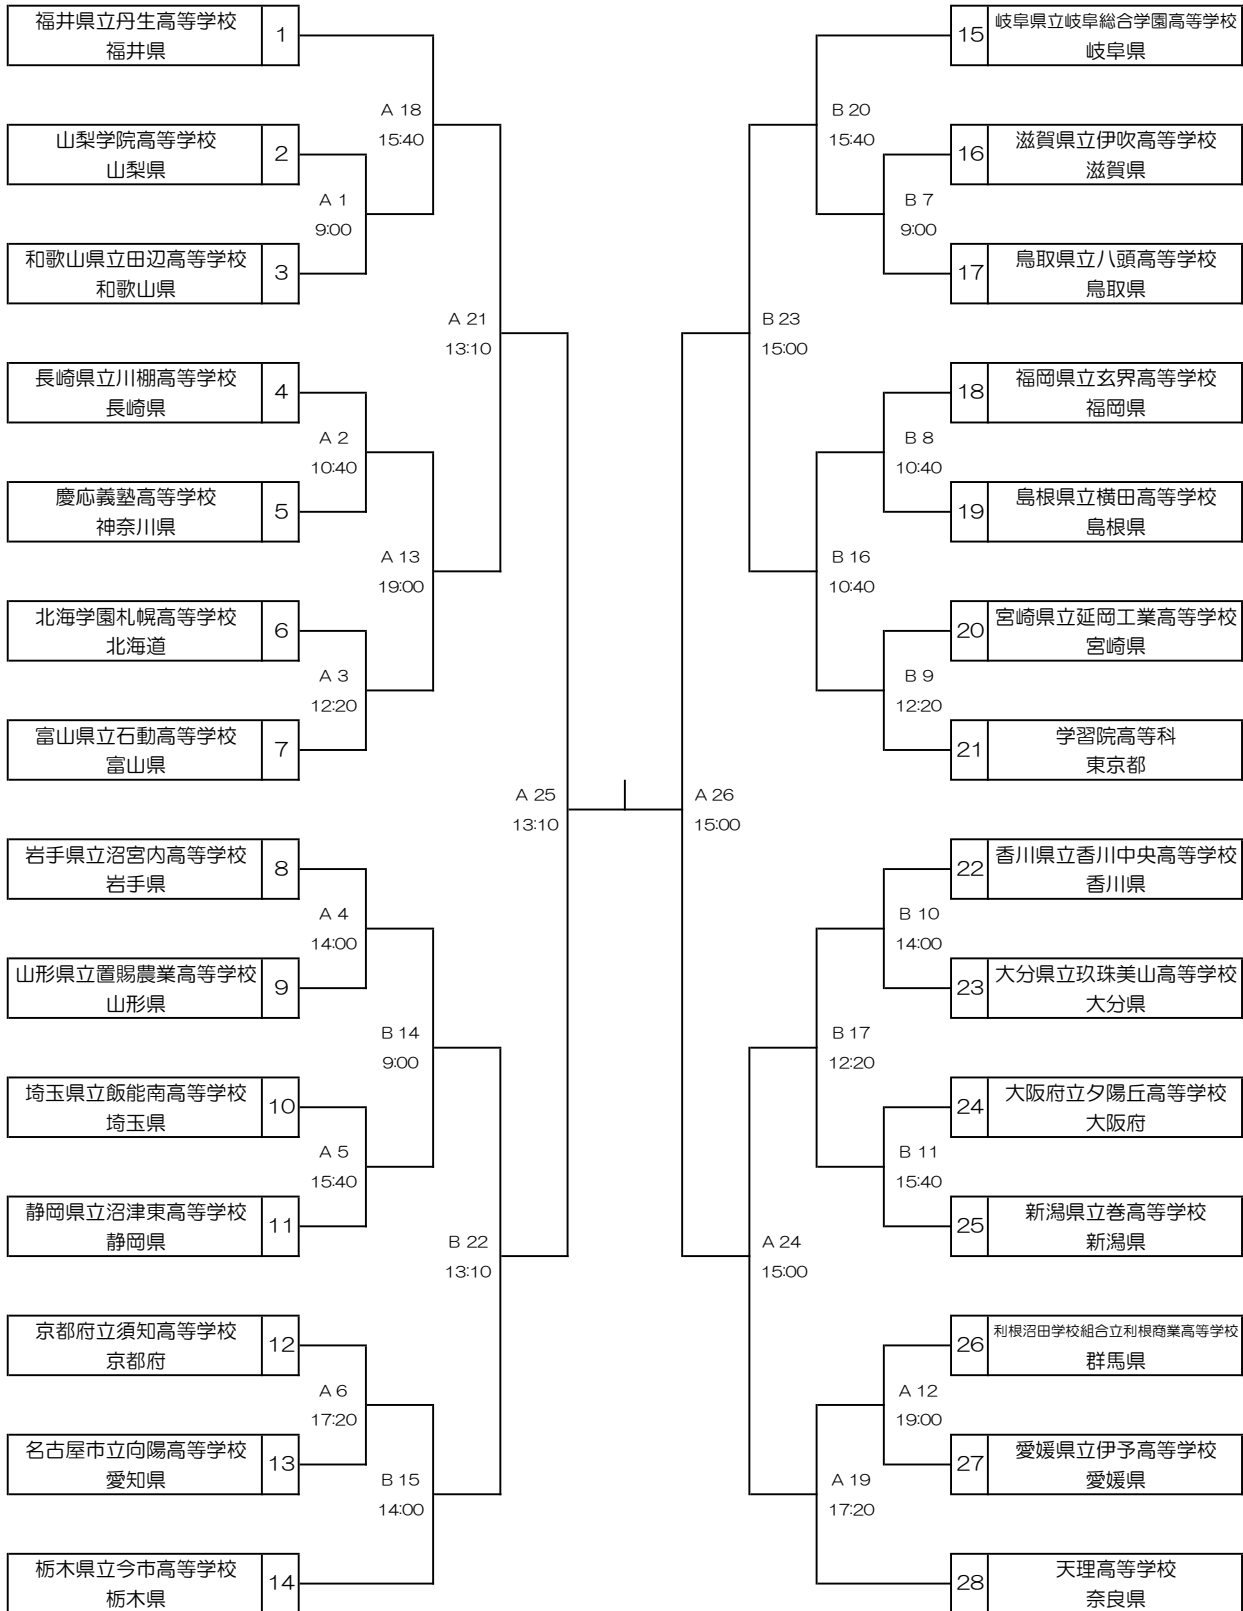 福井県立丹生高等学校
福井県
1
山梨学院高等学校
山梨県
2
和歌山県立田辺高等学校
和歌山県
3
長崎県立川棚高等学校
長崎県
4
慶応義塾高等学校
神奈川県
5
北海学園札幌高等学校
北海道
6
富山県立石動高等学校
富山県
7
岩手県立沼宮内高等学校
岩手県
8
山形県立置賜農業高等学校
山形県
9
埼玉県立飯能南高等学校
埼玉県
10
静岡県立沼津東高等学校
静岡県
11
京都府立須知高等学校
京都府
12
名古屋市立向陽高等学校
愛知県
13
栃木県立今市高等学校
栃木県
14
A 1
9:00
A 2
10:40
A 3
12:20
A 4
14:00
A 5
15:40
A 6
17:20
A 18
15:40
A 13
19:00
B 14
9:00
B 15
14:00
A 21
13:10
B 22
13:10
A 25
13:10
A 26
15:00
B 23
15:00
A 24
15:00
B 20
15:40
B 16
10:40
B 17
12:20
A 19
17:20
B 7
9:00
B 8
10:40
B 9
12:20
B 10
14:00
B 11
15:40
A 12
19:00
15
岐阜県立岐阜総合学園高等学校
岐阜県
16
滋賀県立伊吹高等学校
滋賀県
17
鳥取県立八頭高等学校
鳥取県
18
福岡県立玄界高等学校
福岡県
19
島根県立横田高等学校
島根県
20
宮崎県立延岡工業高等学校
宮崎県
21
学習院高等科
東京都
22
香川県立香川中央高等学校
香川県
23
大分県立玖珠美山高等学校
大分県
24
大阪府立夕陽丘高等学校
大阪府
25
新潟県立巻高等学校
新潟県
26
利根沼田学校組合立利根商業高等学校
群馬県
27
愛媛県立伊予高等学校
愛媛県
28
天理高等学校
奈良県